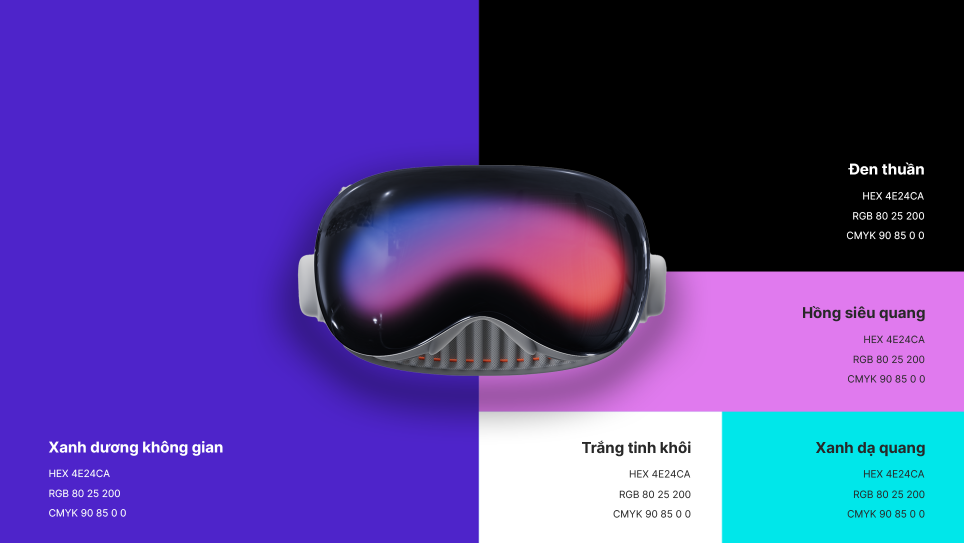 Đen thuần
HEX 4E24CA
RGB 80 25 200
CMYK 90 85 0 0
Hồng siêu quang
HEX 4E24CA
RGB 80 25 200
CMYK 90 85 0 0
Xanh dương không gian
HEX 4E24CA
RGB 80 25 200
CMYK 90 85 0 0
Trắng tinh khôi
HEX 4E24CA
RGB 80 25 200
CMYK 90 85 0 0
Xanh dạ quang
HEX 4E24CA
RGB 80 25 200
CMYK 90 85 0 0